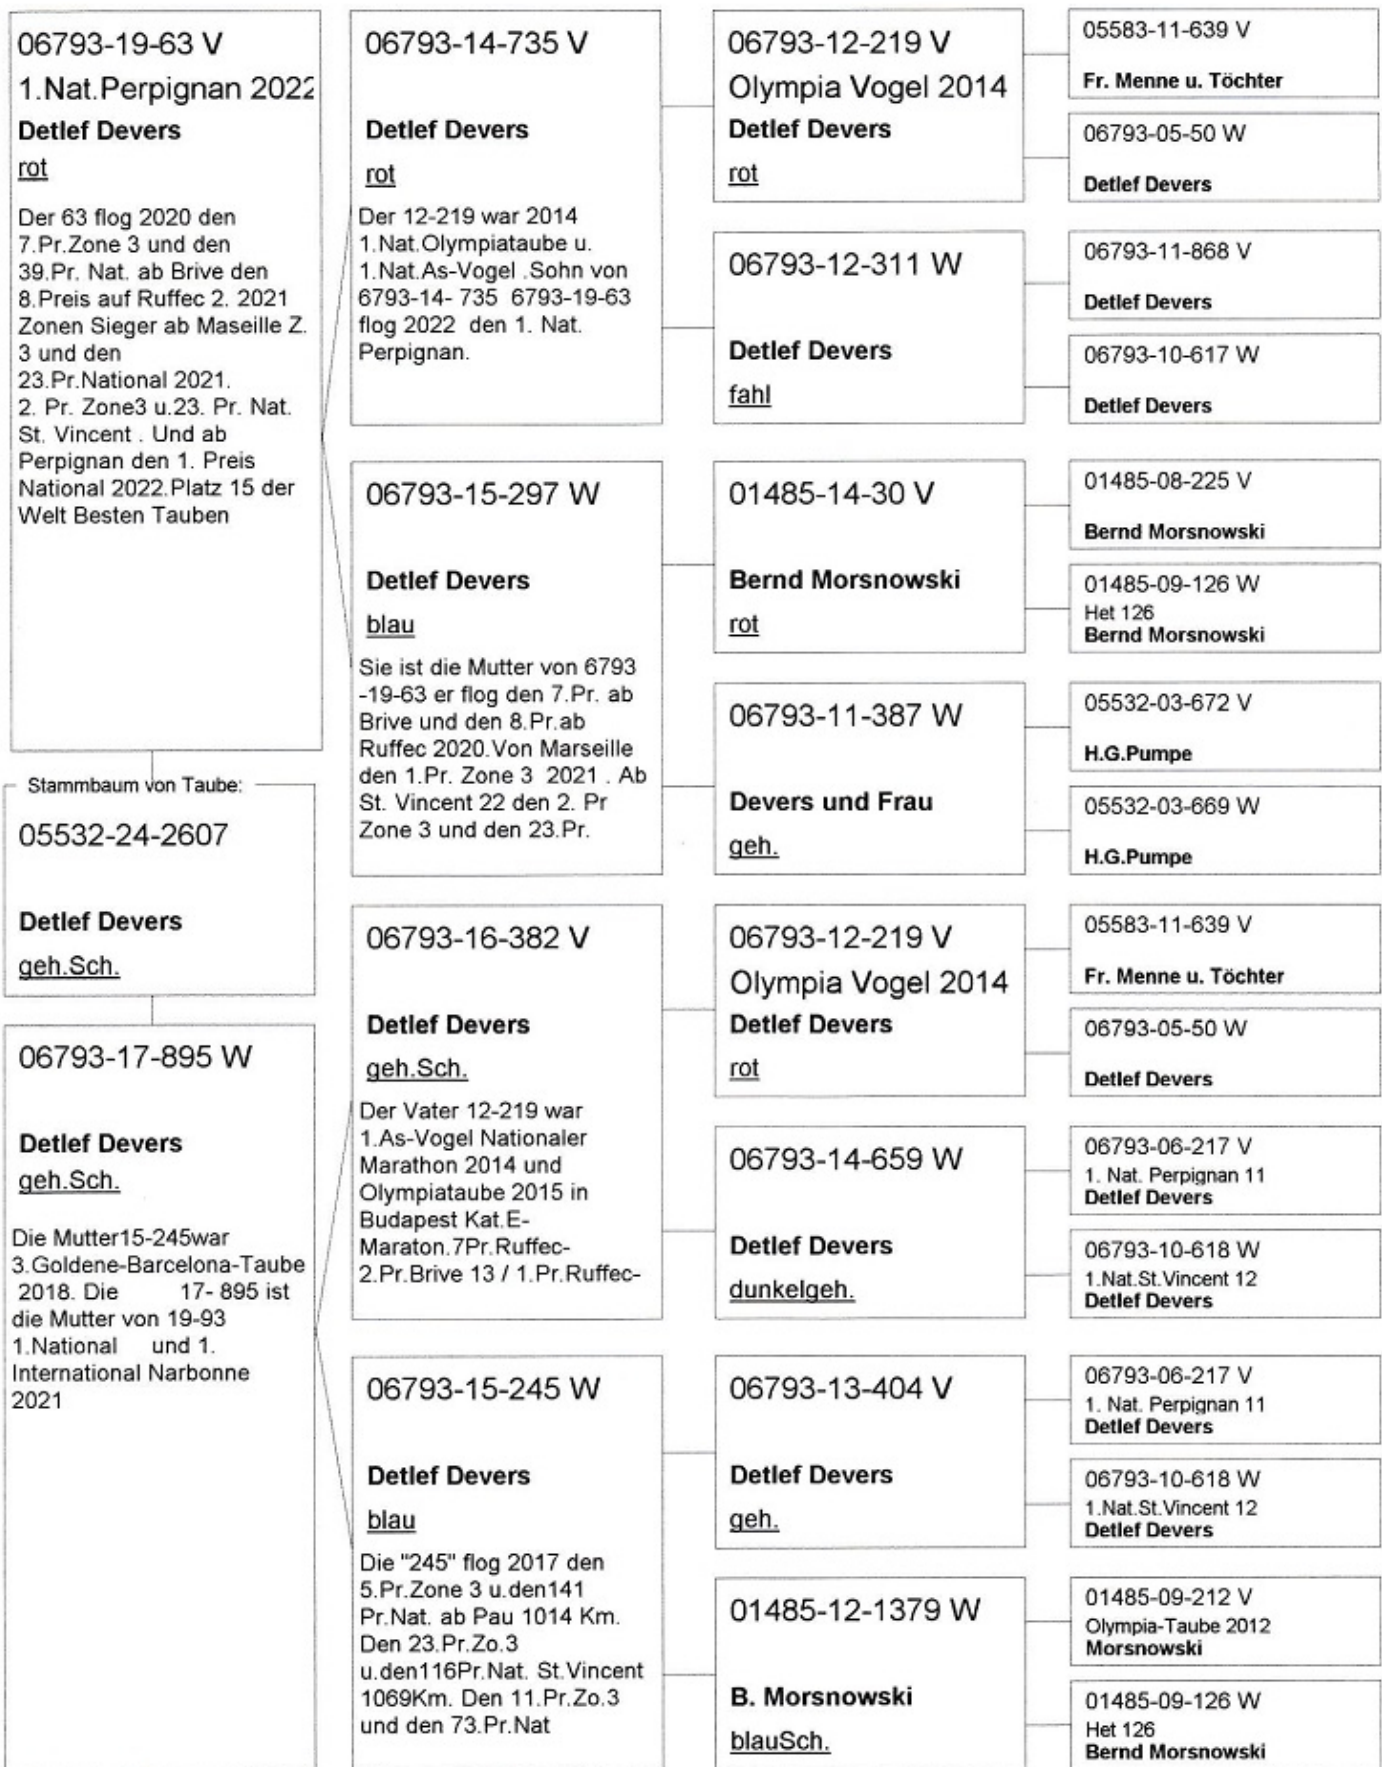 06793-19-63 V
1.Nat.Perpignan 2022
Detlef Devers
rot
Der 63 flog 2020 den
7.Pr.Zone 3 und den
39.Pr. Nat. ab Brive den
8.Preis auf Ruffec 2. 2021
Zonen Sieger ab Maseille Z.
3 und den
23.Pr.National 2021.
2. Pr. Zone3 u.23. Pr. Nat.
St. Vincent . Und ab
Perpignan den 1. Preis
National 2022.Platz 15 der
Welt Besten Tauben
Stammbaum von Taube:
05532-24-2607
Detlef Devers
geh.Sch.
06793-17-895 W
Detlef Devers
geh.Sch.
Die Mutter15-245war
3.Goldene-Barcelona-Taube
2018. Die 17- 895 ist
die Mutter von 19-93
1.National und 1.
International Narbonne
2021
06793-14-735 V
Detlef Devers
rot
Der 12-219 war 2014
1.Nat.Olympiataube u.
1.Nat.As-Vogel .Sohn von
6793-14- 735 6793-19-63
flog 2022 den 1. Nat.
Perpignan.
06793-15-297 W
Detlef Devers
blau
Sie ist die Mutter von 6793
-19-63 er flog den 7.Pr. ab
Brive und den 8.Pr.ab
Ruffec 2020.Von Marseille
den 1.Pr. Zone 3 2021 . Ab
St. Vincent 22 den 2. Pr
Zone 3 und den 23.Pr.
06793-16-382 V
Detlef Devers
geh.Sch.
Der Vater 12-219 war
1.As-Vogel Nationaler
Marathon 2014 und
Olympiataube 2015 in
Budapest Kat.E-
Maraton.7Pr.Ruffec-
2.Pr.Brive 13 / 1.Pr.Ruffec-
06793-15-245 W
Detlef Devers
blau
Die "245" flog 2017 den
5.Pr.Zone 3 u.den141
Pr.Nat. ab Pau 1014 Km.
Den 23.Pr.Zo.3
u.den116Pr.Nat. St.Vincent
1069Km. Den 11.Pr.Zo.3
und den 73.Pr.Nat
06793-12-219 V
Olympia Vogel 2014
Detlef Devers
rot
06793-12-311 W
Detlef Devers
fahl
01485-14-30 V
Bernd Morsnowski
rot
06793-11-387 W
Devers und Frau
geh.
06793-12-219 V
Olympia Vogel 2014
Detlef Devers
rot
06793-14-659 W
Detlef Devers
dunkelgeh.
06793-13-404 V
Detlef Devers
geh.
01485-12-1379 W
B. Morsnowski
blauSch.
05583-11-639 V
Fr. Menne u. Töchter
06793-05-50 W
Detlef Devers
06793-11-868 V
Detlef Devers
06793-10-617 W
Detlef Devers
01485-08-225 V
Bernd Morsnowski
01485-09-126 W
Het 126
Bernd Morsnowski
05532-03-672 V
H.G.Pumpe
05532-03-669 W
H.G.Pumpe
05583-11-639 V
Fr. Menne u. Töchter
06793-05-50 W
Detlef Devers
06793-06-217 V
1. Nat. Perpignan 11
Detlef Devers
06793-10-618 W
1.Nat.St.Vincent 12
Detlef Devers
06793-06-217 V
1. Nat. Perpignan 11
Detlef Devers
06793-10-618 W
1.Nat.St.Vincent 12
Detlef Devers
01485-09-212 V
Olympia-Taube 2012
Morsnowski
01485-09-126 W
Het 126
Bernd Morsnowski